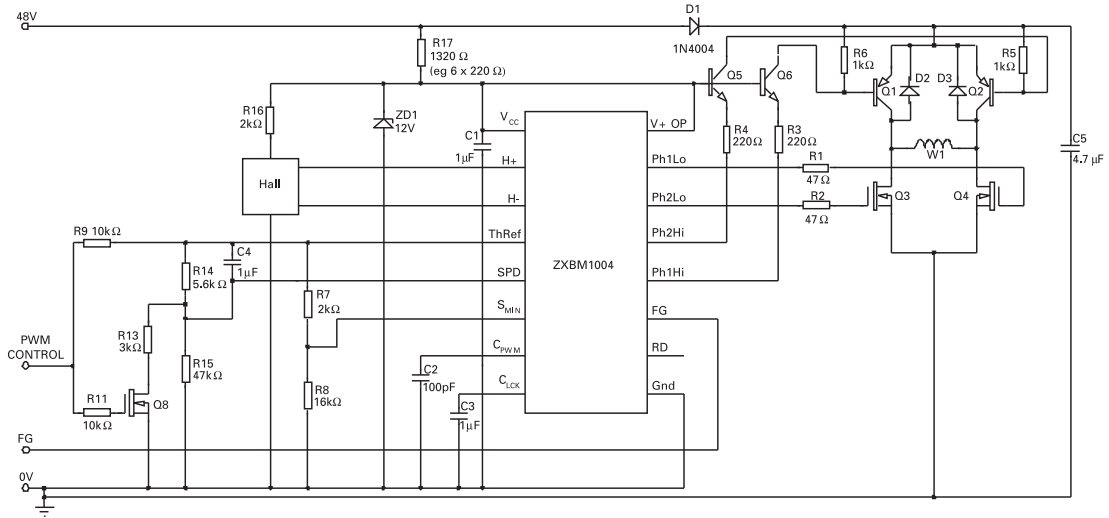 48V
D1
1N4004
R17
1320 Ω
(eg 6 x 220 Ω)
R6
1kΩ
R5
1kΩ
Q5
Q6
Q1
D2
D3
Q2
R16
2kΩ
ZD1
12V
C1
1μF
VCC
V+ OP
R4
220Ω
R3
220Ω
C5
4.7 μF
W1
Hall
H+
Ph1Lo
R1
47Ω
H-
Ph2Lo
R2
47Ω
Q3
Q4
R9 10kΩ
ThRef
Ph2Hi
C4
1μF
R14
5.6kΩ
SPD
ZXBM1004
Ph1Hi
R7
2kΩ
SMIN
FG
R13
3kΩ
PWM
CONTROL
R15
47kΩ
CPWM
RD
C2
100pF
R8
16kΩ
CLCK
Gnd
R11
10kΩ
Q8
C3
1μF
FG
0V